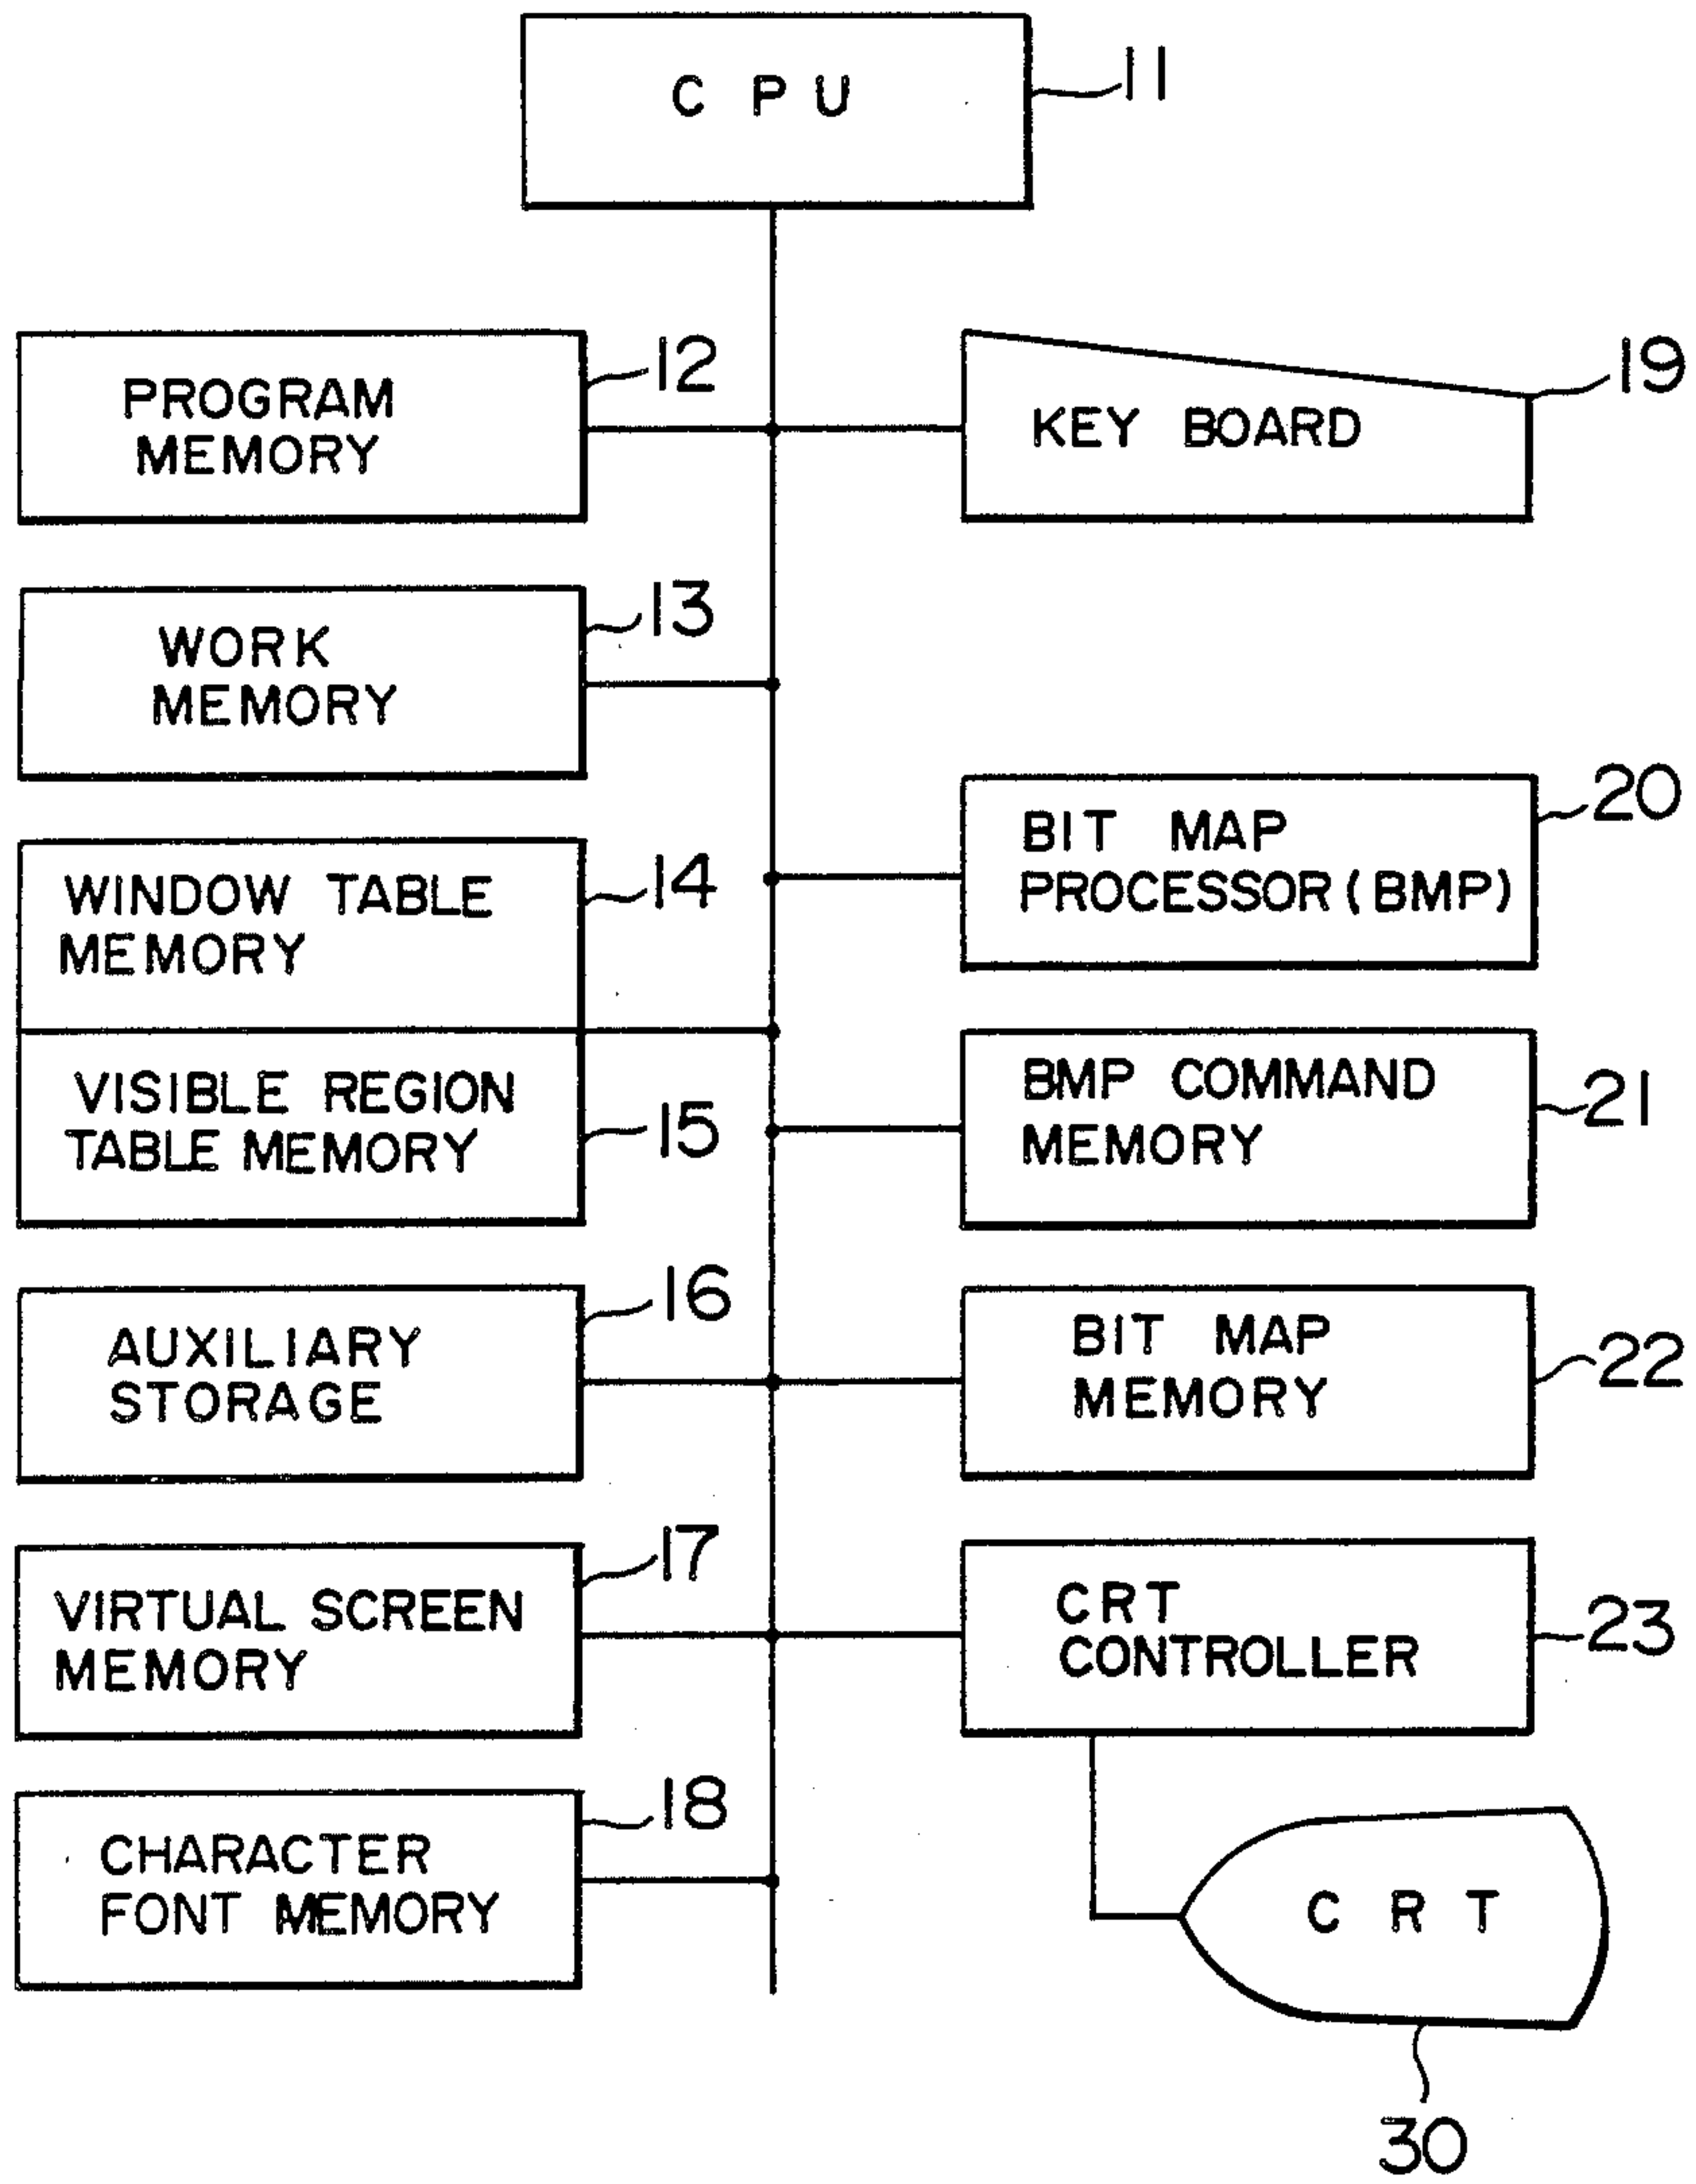 C P U
11
PROGRAM
MEMORY
12
KEY BOARD
19
WORK
MEMORY
13
WINDOW TABLE
MEMORY
14
BIT MAP
PROCESSOR (BMP)
20
VISIBLE REGION
TABLE MEMORY
15
BMP COMMAND
MEMORY
21
AUXILIARY
STORAGE
16
BIT MAP
MEMORY
22
VIRTUAL SCREEN
MEMORY
17
CRT
CONTROLLER
23
CHARACTER
FONT MEMORY
18
C R T
30